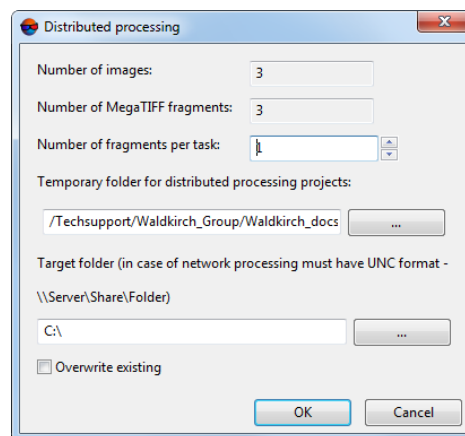 Distributed processing
Number of images: 3
Number of MegaTIFF fragments: 3
Number of fragments per task: 1
Temporary folder for distributed processing projects:
/Techsupport/Waldkirch_Group/Waldkirch_docs ...
Target folder (in case of network processing must have UNC format -
\\Server\Share\Folder)
C:\ ...
Overwrite existing
OK Cancel